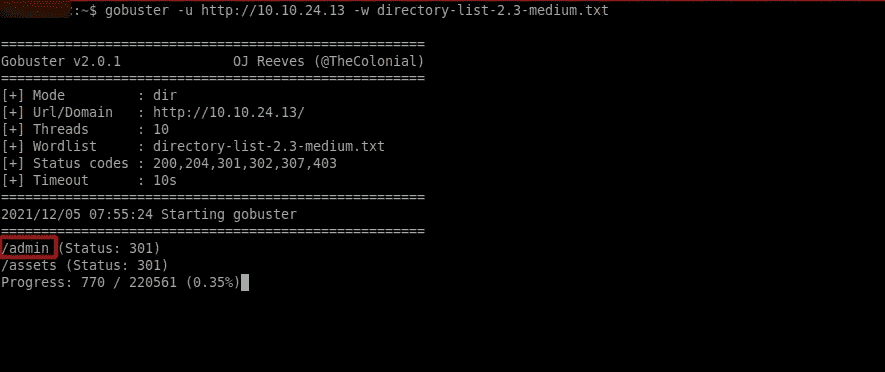 :~$ gobuster -u http://10.10.24.13 -w directory-list-2.3-medium.txt
=====================================================
Gobuster v2.0.1              OJ Reeves (@TheColonial)
=====================================================
[+] Mode         : dir
[+] Url/Domain   : http://10.10.24.13/
[+] Threads      : 10
[+] Wordlist     : directory-list-2.3-medium.txt
[+] Status codes : 200,204,301,302,307,403
[+] Timeout      : 10s
=====================================================
2021/12/05 07:55:24 Starting gobuster
=====================================================
/admin (Status: 301)
/assets (Status: 301)
Progress: 770 / 220561 (0.35%)